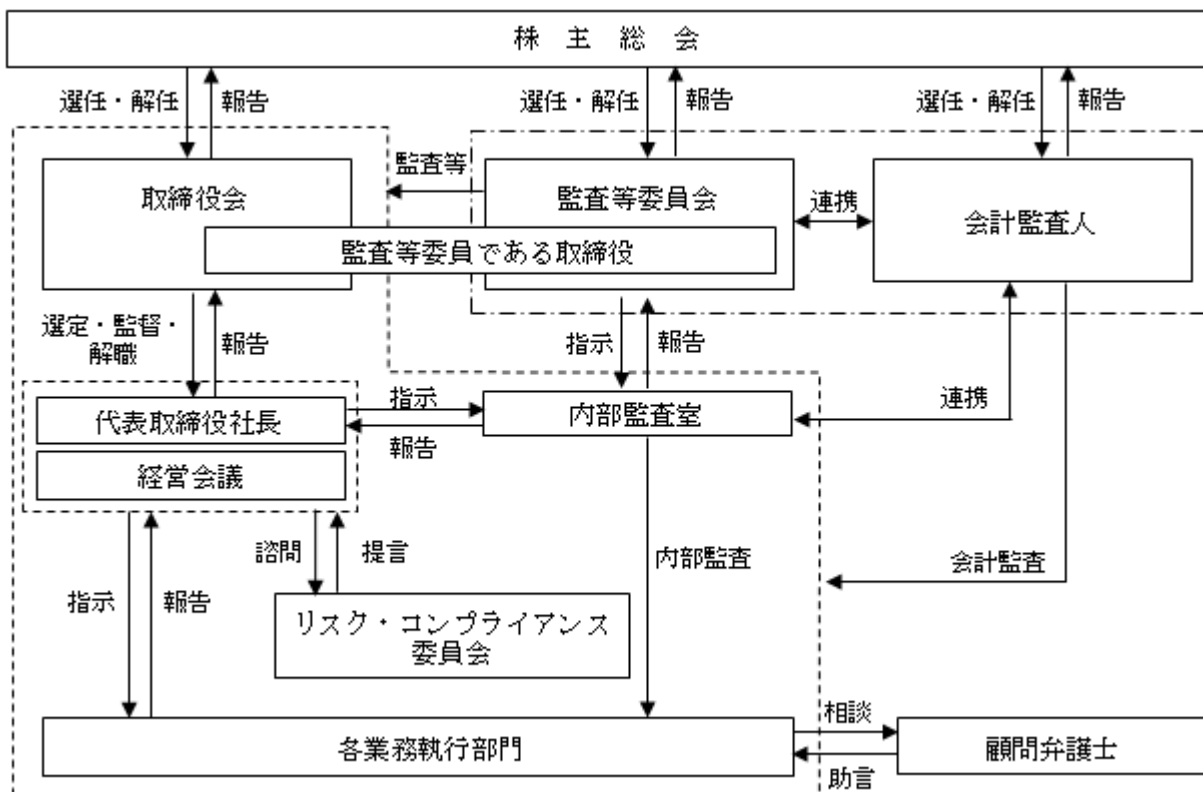 株主総会
選任・解任
報告
選任・解任
報告
選任・解任
報告
取締役会
監査等
監査等委員会
連携
会計監査人
監査等委員である取締役
選定・監督・
解職
報告
指示
報告
代表取締役社長
指示
報告
内部監査室
連携
経営会議
諮問
提言
内部監査
会計監査
指示
報告
リスク・コンプライアンス
委員会
各業務執行部門
相談
助言
顧問弁護士